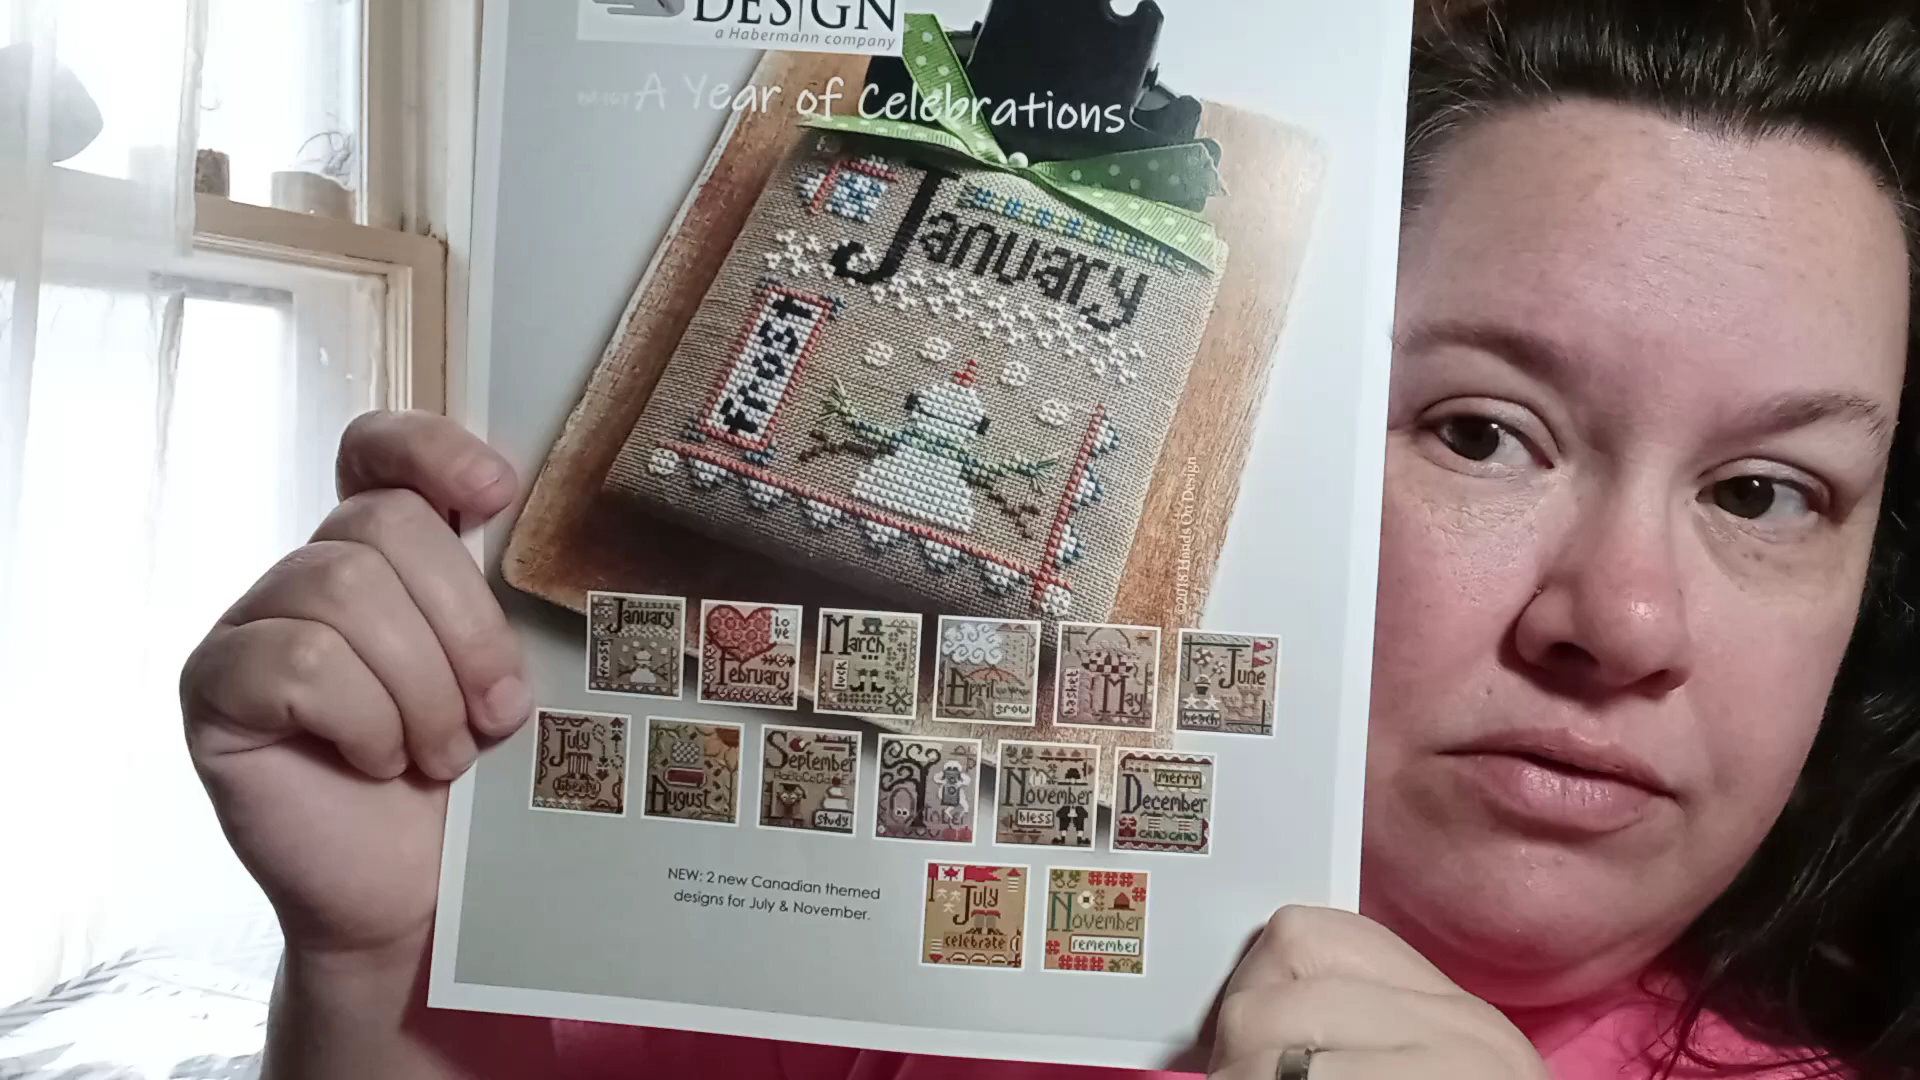 DESIGN
a Habermann company
A Year of Celebrations
January
frost
©2018 Hands On Design
January
frost
love
February
March
luck
April
grow
basket
May
June
beach
July
liberty
August
September
study
October
November
bless
merry
December
NEW: 2 new Canadian themed
designs for July & November.
July
celebrate
November
remember